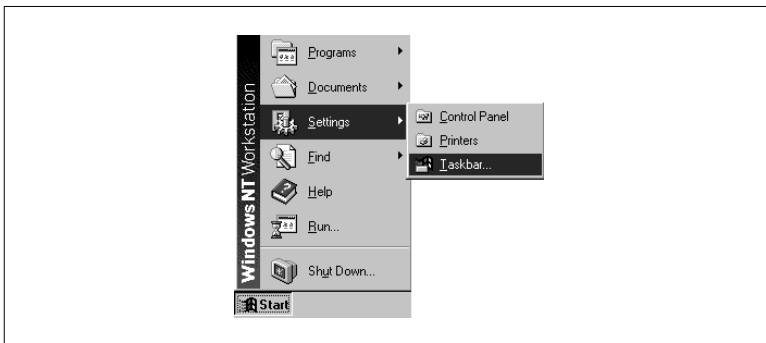 Windows NT Workstation
Programs
Documents
Settings
Find
Help
Run...
Shut Down...
Control Panel
Printers
Taskbar...
Start